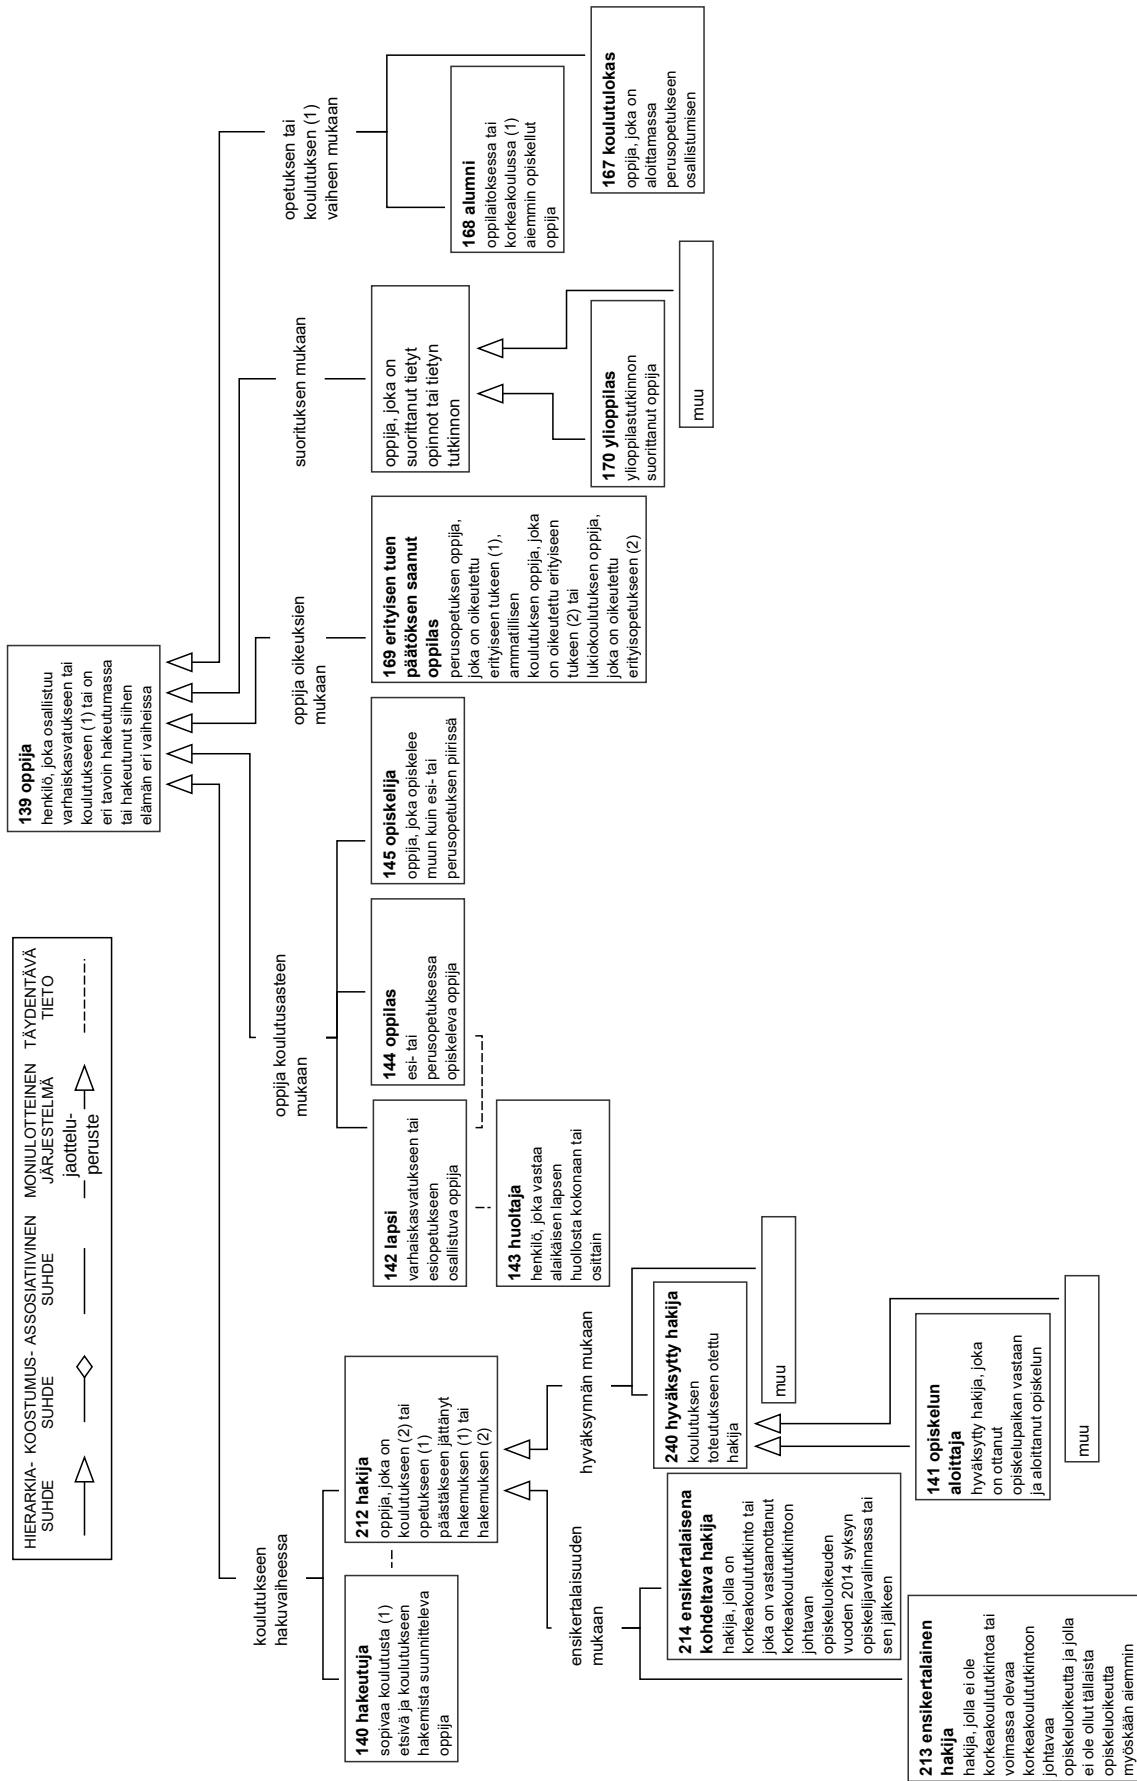 HIERARKIA- KOOSTUMUS- ASSOSIATIIVINEN MONIULOTTEINEN TÄYDENTÄVÄ
SUHDE SUHDE SUHDE JÄRJESTELMÄ TIETO
jaottelu-
peruste
139 oppija
henkilö, joka osallistuu
varhaiskasvatukseen tai
koulutukseen (1) tai on
eri tavoin hakeutumassa
tai hakeutunut siihen
elämän eri vaiheissa
koulutukseen
hakuvaiheessa
oppija koulutusasteen
mukaan
oppija oikeuksien
mukaan
suorituksen mukaan
opetuksen tai
koulutuksen (1)
vaiheen mukaan
140 hakeutuja
sopivaa koulutusta (1)
etsivä ja koulutukseen
hakemista suunnitteleva
oppija
212 hakija
oppija, joka on
koulutukseen (2) tai
opetukseen (1)
päästäkseen jättänyt
hakemuksen (1) tai
hakemuksen (2)
142 lapsi
varhaiskasvatukseen tai
esiopetukseen
osallistuva oppija
144 oppilas
esi- tai
perusopetuksessa
opiskeleva oppija
145 opiskelija
oppija, joka opiskelee
muun kuin esi- tai
perusopetuksen piirissä
169 erityisen tuen
päätöksen saanut
oppilas
perusopetuksen oppija,
joka on oikeutettu
erityiseen tukeen (1),
ammatillisen
koulutuksen oppija, joka
on oikeutettu erityiseen
tukeen (2) tai
lukiokoulutuksen oppija,
joka on oikeutettu
erityisopetukseen (2)
oppija, joka on
suorittanut tietyt
opinnot tai tietyn
tutkinnon
168 alumni
oppilaitoksessa tai
korkeakoulussa (1)
aiemmin opiskellut
oppija
167 koulutulokas
oppija, joka on
aloittamassa
perusopetukseen
osallistumisen
143 huoltaja
henkilö, joka vastaa
alaikäisen lapsen
huollosta kokonaan tai
osittain
170 ylioppilas
ylioppilastutkinnon
suorittanut oppija
muu
ensikertalaisuuden
mukaan
hyväksynnän mukaan
214 ensikertalaisena
kohdeltava hakija
hakija, jolla on
korkeakoulututkinto tai
joka on vastaanottanut
korkeakoulututkintoon
johtavan
opiskeluoikeuden
vuoden 2014 syksyn
opiskelijavalinnassa tai
sen jälkeen
240 hyväksytty hakija
koulutuksen
toteutukseen otettu
hakija
muu
213 ensikertalainen
hakija
hakija, jolla ei ole
korkeakoulututkintoa tai
voimassa olevaa
korkeakoulututkintoon
johtavaa
opiskeluoikeutta ja jolla
ei ole ollut tällaista
opiskeluoikeutta
myöskään aiemmin
141 opiskelun
aloittaja
hyväksytty hakija, joka
on ottanut
opiskelupaikan vastaan
ja aloittanut opiskelun
muu